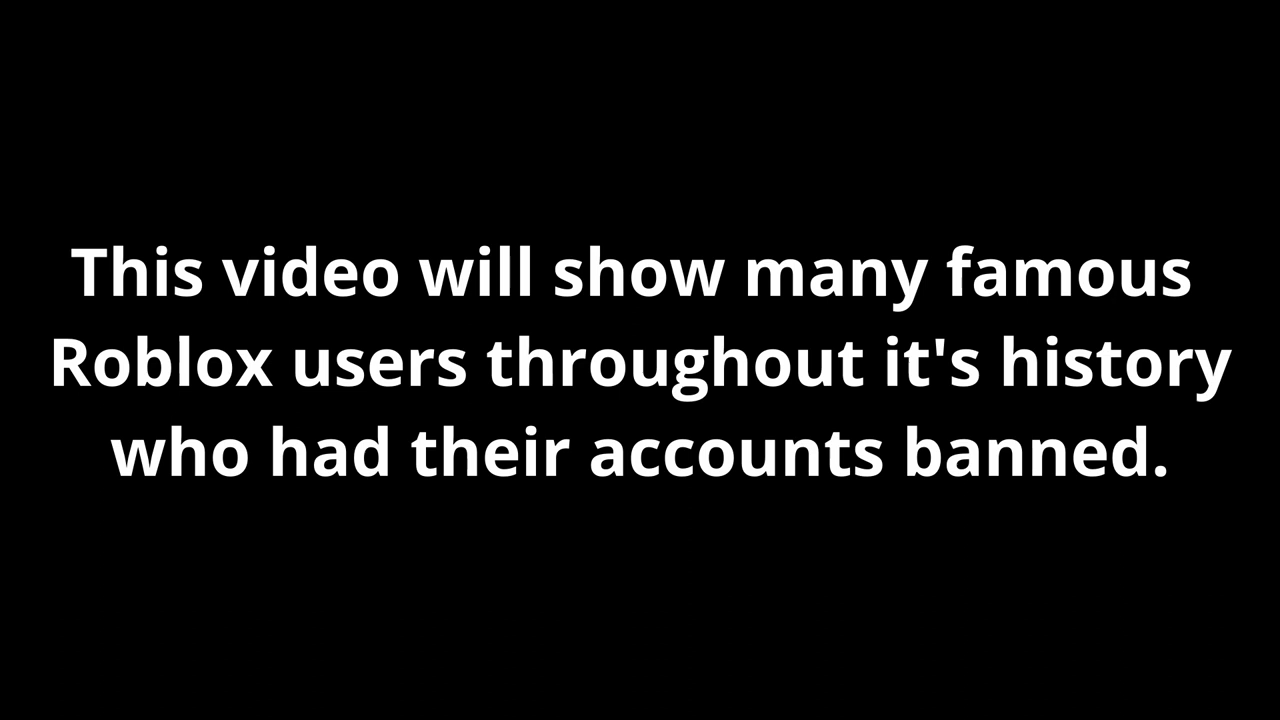 This video will show many famous
Roblox users throughout it's history
who had their accounts banned.